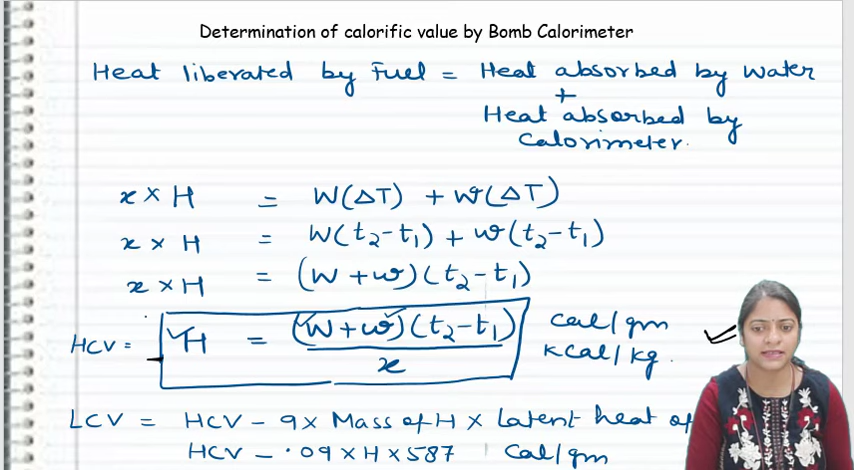 Determination of calorific value by Bomb Calorimeter
Heat liberated by Fuel = Heat absorbed by water
+
Heat absorbed by
Calorimeter.
x × H = W(ΔT) + w(ΔT)
x × H = W(t₂-t₁) + w(t₂-t₁)
x × H = (W + w)(t₂-t₁)
HCV = H = (W+w)(t₂-t₁) / x cal/gm
Kcal/kg.
LCV = HCV - 9 × Mass of H × Latent heat of
HCV - .09 × H × 587 Cal/gm